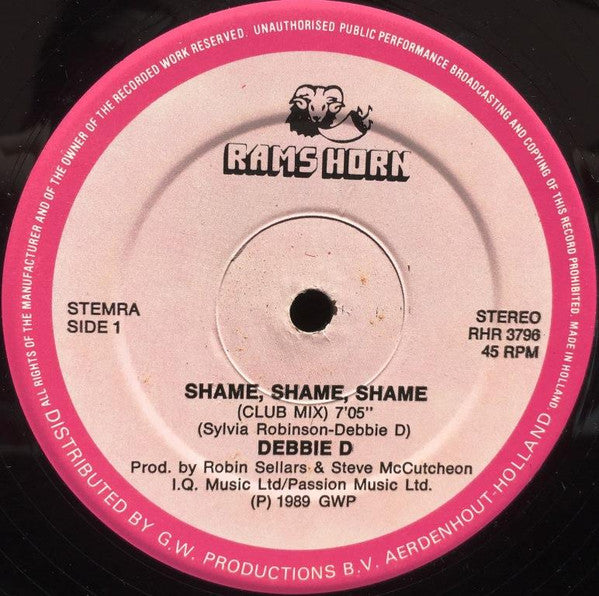 ALL RIGHTS OF THE MANUFACTURER AND OF THE OWNER OF THE RECORDED WORK RESERVED. UNAUTHORISED PUBLIC PERFORMANCE BROADCASTING AND COPYING OF THIS RECORD PROHIBITED. MADE IN HOLLAND.
RAMS HORN
STEMRA
SIDE 1
STEREO
RHR 3796
45 RPM
SHAME, SHAME, SHAME
(CLUB MIX) 7'05"
(Sylvia Robinson-Debbie D)
DEBBIE D
Prod. by Robin Sellars & Steve McCutcheon
I.Q. Music Ltd/Passion Music Ltd.
(P) 1989 GWP
DISTRIBUTED BY G.W. PRODUCTIONS B.V. AERDENHOUT-HOLLAND